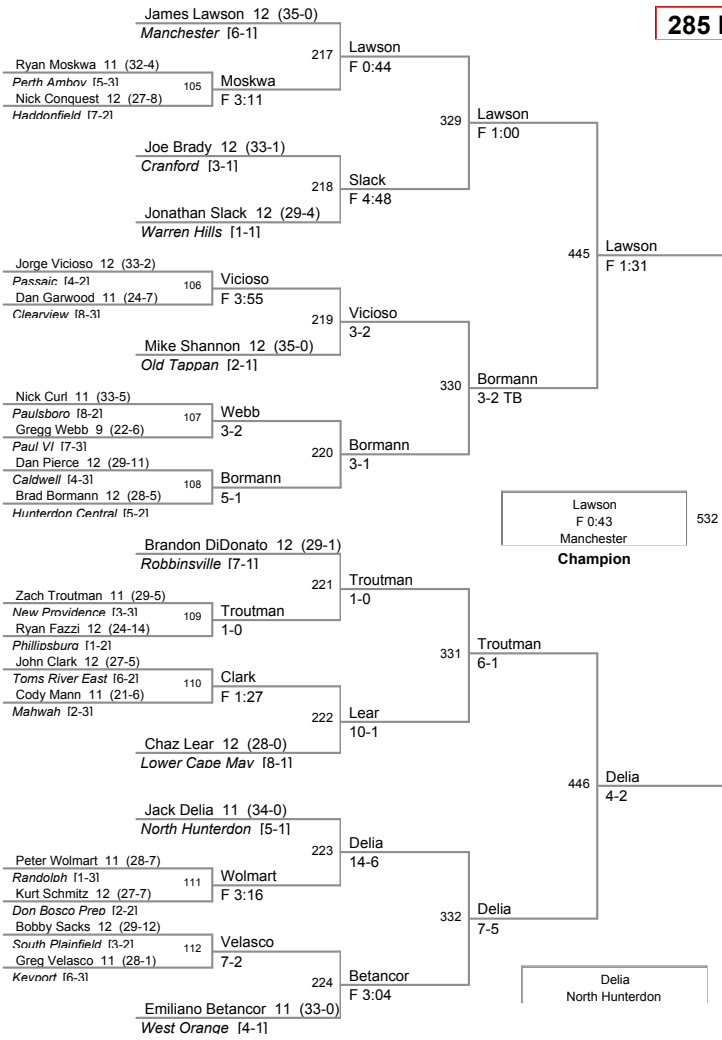 James Lawson 12 (35-0)
Manchester [6-1]
285
217
Lawson
F 0:44
Ryan Moskwa 11 (32-4)
Perth Amboy [5-3]
105
Moskwa
F 3:11
Nick Conquest 12 (27-8)
Haddonfield [7-2]
329
Lawson
F 1:00
Joe Brady 12 (33-1)
Cranford [3-1]
218
Slack
F 4:48
Jonathan Slack 12 (29-4)
Warren Hills [1-1]
445
Lawson
F 1:31
Jorge Vicioso 12 (33-2)
Passaic [4-2]
106
Vicioso
F 3:55
Dan Garwood 11 (24-7)
Clearview [8-3]
219
Vicioso
3-2
Mike Shannon 12 (35-0)
Old Tappan [2-1]
330
Bormann
3-2 TB
Nick Curl 11 (33-5)
Paulsboro [8-2]
107
Webb
3-2
Gregg Webb 9 (22-6)
Paul VI [7-3]
220
Bormann
3-1
Dan Pierce 12 (29-11)
Caldwell [4-3]
108
Bormann
5-1
Brad Bormann 12 (28-5)
Hunterdon Central [5-2]
Lawson
F 0:43
Manchester
532
Champion
Brandon DiDonato 12 (29-1)
Robbinsville [7-1]
221
Troutman
1-0
Zach Troutman 11 (29-5)
New Providence [3-3]
109
Troutman
1-0
Ryan Fazzi 12 (24-14)
Phillipsburg [1-2]
331
Troutman
6-1
John Clark 12 (27-5)
Toms River East [6-2]
110
Clark
F 1:27
Cody Mann 11 (21-6)
Mahwah [2-3]
222
Lear
10-1
Chaz Lear 12 (28-0)
Lower Cape May [8-1]
446
Delia
4-2
Jack Delia 11 (34-0)
North Hunterdon [5-1]
223
Delia
14-6
Peter Wolmart 11 (28-7)
Randolph [1-3]
111
Wolmart
F 3:16
Kurt Schmitz 12 (27-7)
Don Bosco Prep [2-2]
332
Delia
7-5
Bobby Sacks 12 (29-12)
South Plainfield [3-2]
112
Velasco
7-2
Greg Velasco 11 (28-1)
Keyport [6-3]
224
Betancor
F 3:04
Emiliano Betancor 11 (33-0)
West Orange [4-1]
Delia
North Hunterdon